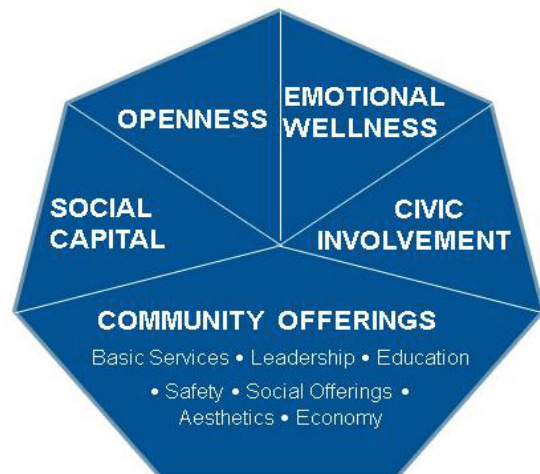 OPENNESS
EMOTIONAL
WELLNESS
SOCIAL
CAPITAL
CIVIC
INVOLVEMENT
COMMUNITY OFFERINGS
Basic Services • Leadership • Education
• Safety • Social Offerings •
Aesthetics • Economy